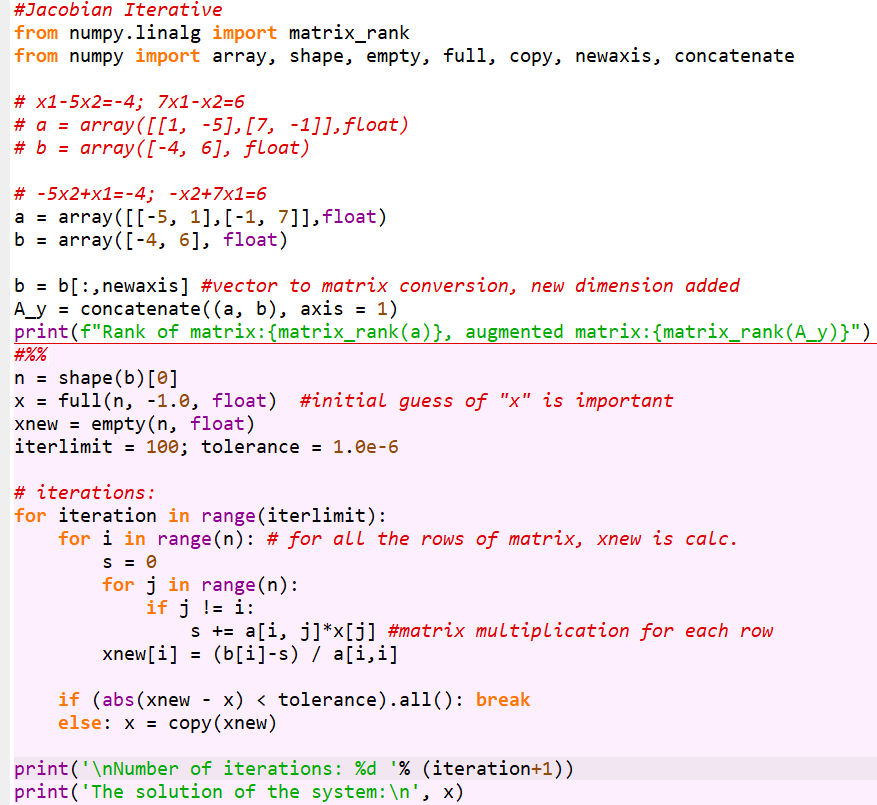 #Jacobian Iterative
from numpy.linalg import matrix_rank
from numpy import array, shape, empty, full, copy, newaxis, concatenate

# x1-5x2=-4; 7x1-x2=6
# a = array([[1, -5],[7, -1]],float)
# b = array([-4, 6], float)

# -5x2+x1=-4; -x2+7x1=6
a = array([[-5, 1],[-1, 7]],float)
b = array([-4, 6], float)

b = b[:,newaxis] #vector to matrix conversion, new dimension added
A_y = concatenate((a, b), axis = 1)
print(f"Rank of matrix:{matrix_rank(a)}, augmented matrix:{matrix_rank(A_y)}")
#%%
n = shape(b)[0]
x = full(n, -1.0, float)  #initial guess of "x" is important
xnew = empty(n, float)
iterlimit = 100; tolerance = 1.0e-6

# iterations:
for iteration in range(iterlimit):
    for i in range(n): # for all the rows of matrix, xnew is calc.
        s = 0
        for j in range(n):
            if j != i:
                s += a[i, j]*x[j] #matrix multiplication for each row
        xnew[i] = (b[i]-s) / a[i,i]

    if (abs(xnew - x) < tolerance).all(): break
    else: x = copy(xnew)

print('\nNumber of iterations: %d '% (iteration+1))
print('The solution of the system:\n', x)